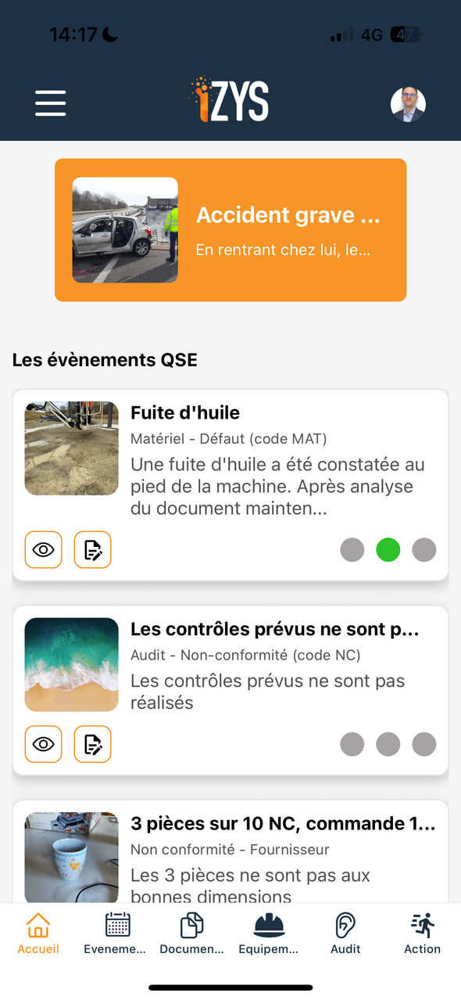 14:17
4G
47
iZYS
Accident grave ...
En rentrant chez lui, le...
Les évènements QSE
Fuite d'huile
Matériel - Défaut (code MAT)
Une fuite d'huile a été constatée au
pied de la machine. Après analyse
du document mainten...
Les contrôles prévus ne sont p...
Audit - Non-conformité (code NC)
Les contrôles prévus ne sont pas
réalisés
3 pièces sur 10 NC, commande 1...
Non conformité - Fournisseur
Les 3 pièces ne sont pas aux
bonnes dimensions
Accueil
Eveneme...
Documen...
Equipem...
Audit
Action